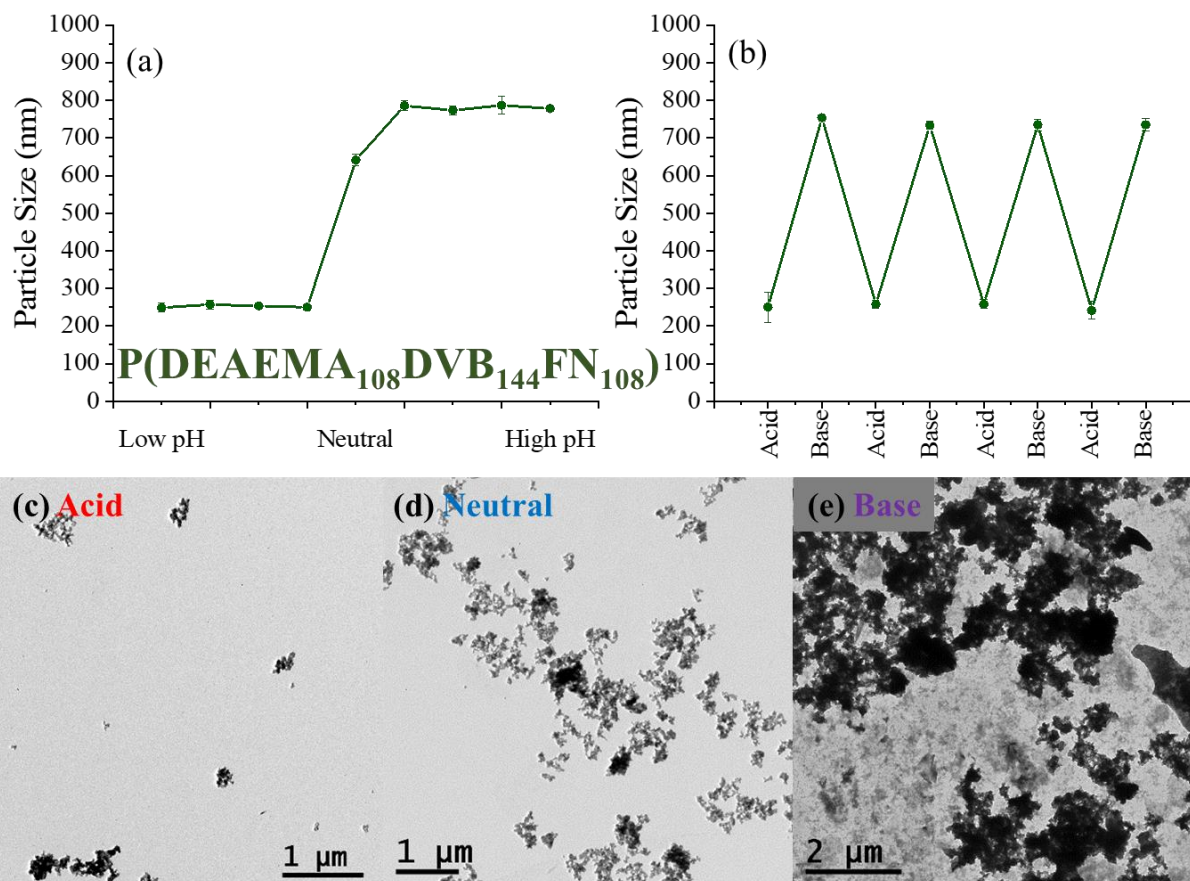 (a)
Particle Size (nm)
1000
900
800
700
600
500
400
300
200
100
0
P(DEAEMA₁₀₈DVB₁₄₄FN₁₀₈)
Low pH Neutral High pH
(b)
Particle Size (nm)
1000
900
800
700
600
500
400
300
200
100
0
Acid
Base
Acid
Base
Acid
Base
Acid
Base
(c) Acid
1 μm
(d) Neutral
1 μm
(e) Base
2 μm